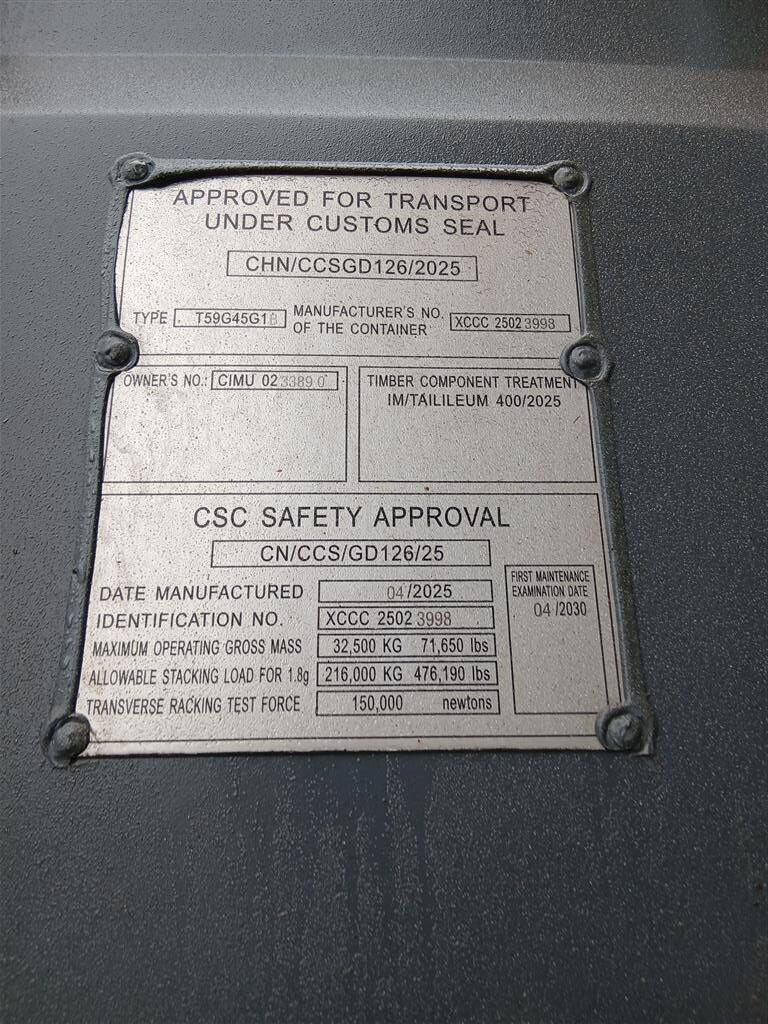 APPROVED FOR TRANSPORT
UNDER CUSTOMS SEAL
CHN/CCSGD126/2025
TYPE T59G45G1B
MANUFACTURER'S NO.
OF THE CONTAINER XCCC 2502 3998
OWNER'S NO.: CIMU 02 3389 0
TIMBER COMPONENT TREATMENT
IM/TAILILEUM 400/2025
CSC SAFETY APPROVAL
CN/CCS/GD126/25
DATE MANUFACTURED 04/2025
IDENTIFICATION NO. XCCC 2502 3998
MAXIMUM OPERATING GROSS MASS 32,500 KG 71,650 lbs
ALLOWABLE STACKING LOAD FOR 1.8g 216,000 KG 476,190 lbs
TRANSVERSE RACKING TEST FORCE 150,000 newtons
FIRST MAINTENANCE
EXAMINATION DATE
04 /2030